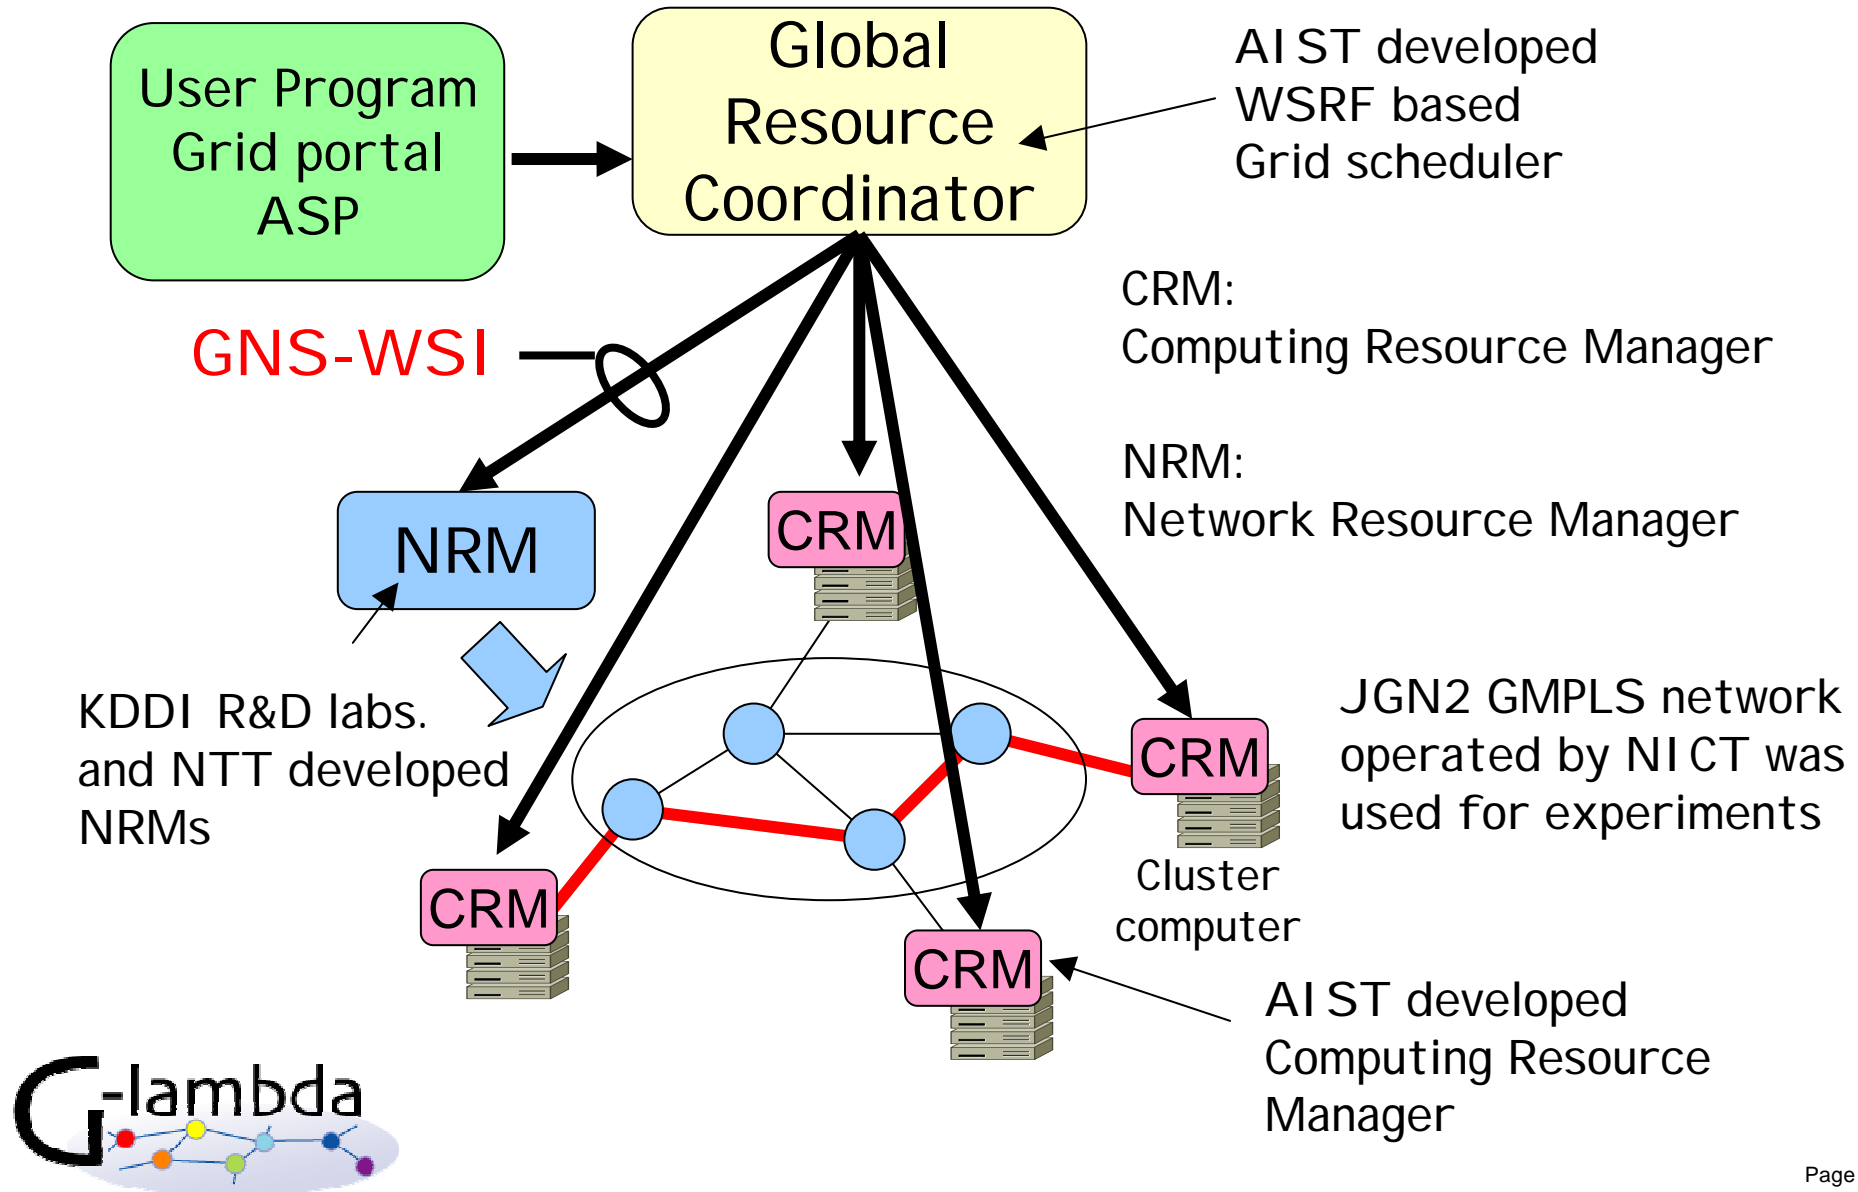 User Program
Grid portal
ASP
Global
Resource
Coordinator
AIST developed
WSRF based
Grid scheduler
GNS-WSI
CRM:
Computing Resource Manager
NRM:
Network Resource Manager
NRM
CRM
KDDI R&D labs.
and NTT developed
NRMs
CRM
JGN2 GMPLS network
operated by NICT was
used for experiments
Cluster
computer
CRM
CRM
AIST developed
Computing Resource
Manager
G-lambda
Page